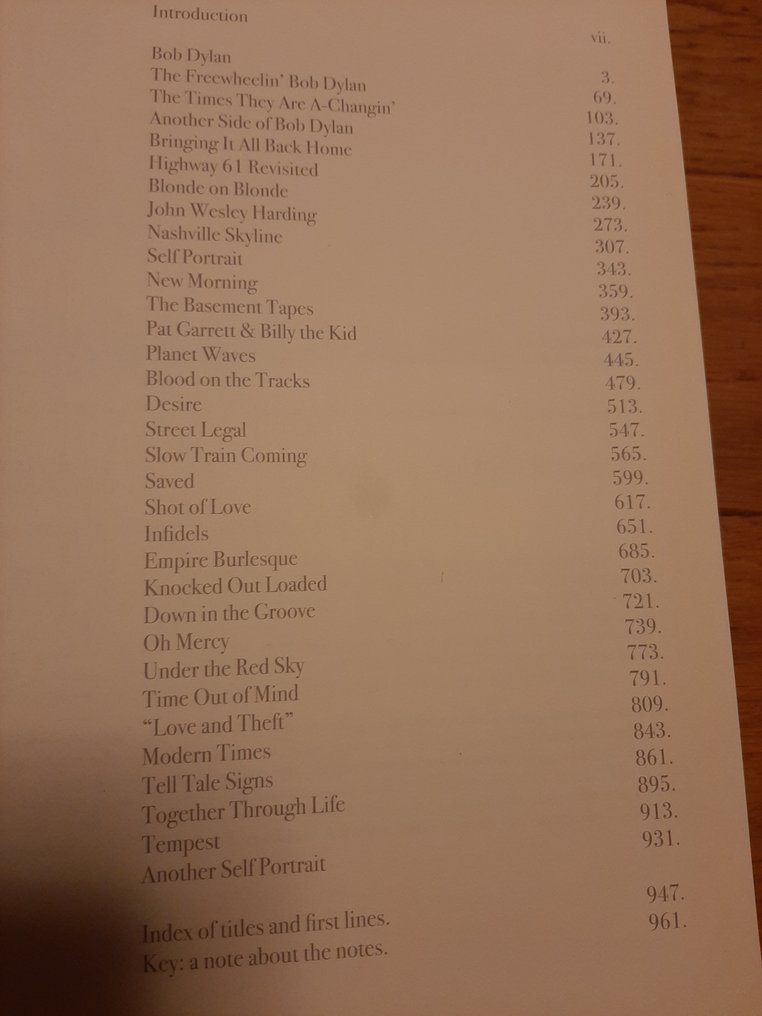 Introduction vii.
Bob Dylan 3.
The Freewheelin' Bob Dylan 69.
The Times They Are A-Changin' 103.
Another Side of Bob Dylan 137.
Bringing It All Back Home 171.
Highway 61 Revisited 205.
Blonde on Blonde 239.
John Wesley Harding 273.
Nashville Skyline 307.
Self Portrait 343.
New Morning 359.
The Basement Tapes 393.
Pat Garrett & Billy the Kid 427.
Planet Waves 445.
Blood on the Tracks 479.
Desire 513.
Street Legal 547.
Slow Train Coming 565.
Saved 599.
Shot of Love 617.
Infidels 651.
Empire Burlesque 685.
Knocked Out Loaded 703.
Down in the Groove 721.
Oh Mercy 739.
Under the Red Sky 773.
Time Out of Mind 791.
“Love and Theft” 809.
Modern Times 843.
Tell Tale Signs 861.
Together Through Life 895.
Tempest 913.
Another Self Portrait 931.
Index of titles and first lines. 947.
Key: a note about the notes. 961.